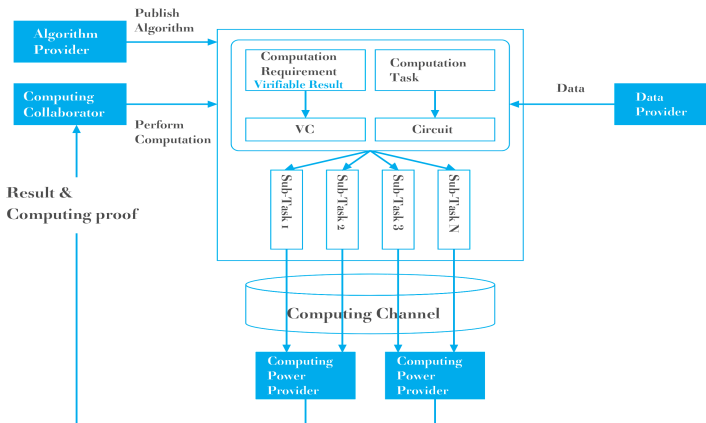 Publish
Algorithm
Algorithm
Provider
Computation
Requirement
Virifiable Result
Computation
Task
Computing
Collaborator
Data
Data
Provider
Perform
Computation
VC
Circuit
Result &
Computing proof
Sub-Task 1
Sub-Task 2
Sub-Task 3
Sub-Task N
Computing Channel
Computing
Power
Provider
Computing
Power
Provider